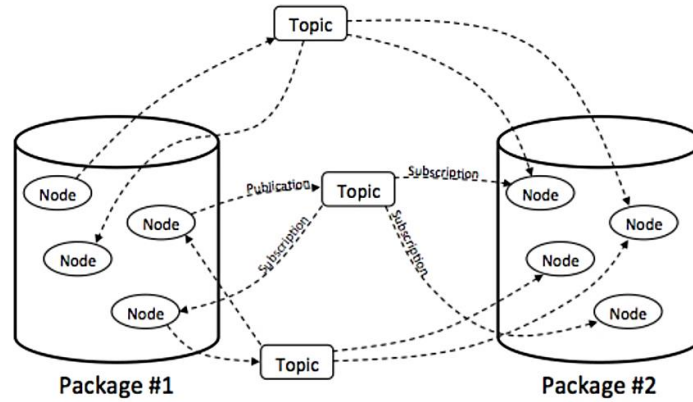 Topic
Node
Publication
Topic
Subscription
Node
Node
Node
Node
Subscription
Subscription
Node
Node
Node
Topic
Package #1
Package #2